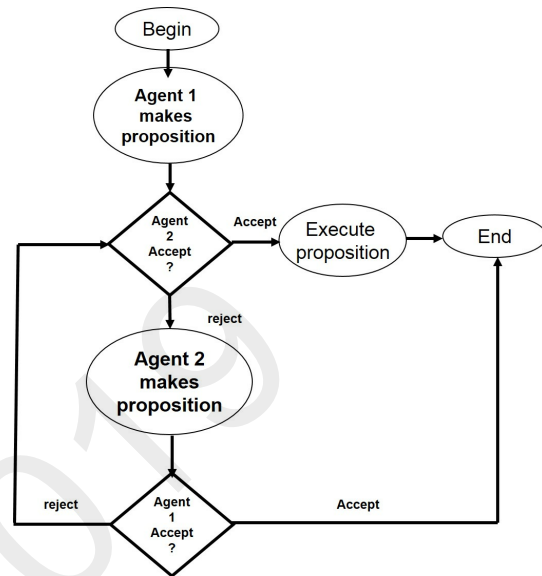 Begin
Agent 1
makes
proposition
Agent
2
Accept
?
Accept
Execute
proposition
End
reject
Agent 2
makes
proposition
reject
Agent
1
Accept
?
Accept
019